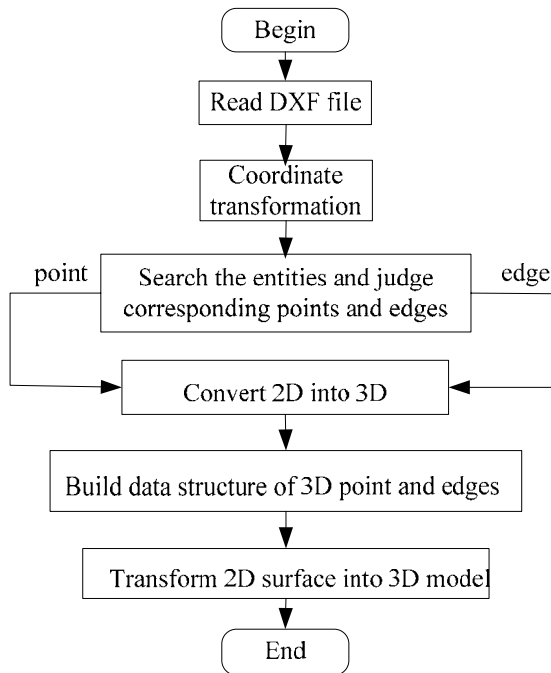 Begin
Read DXF file
Coordinate
transformation
point
Search the entities and judge
corresponding points and edges
edge
Convert 2D into 3D
Build data structure of 3D point and edges
Transform 2D surface into 3D model
End